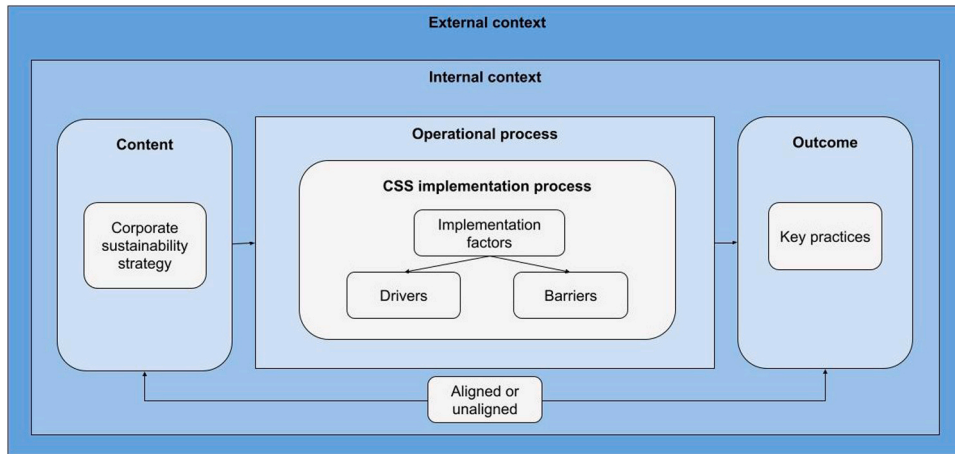 External context
Internal context
Content
Corporate
sustainability
strategy
Operational process
CSS implementation process
Implementation
factors
Drivers
Barriers
Outcome
Key practices
Aligned or
unaligned